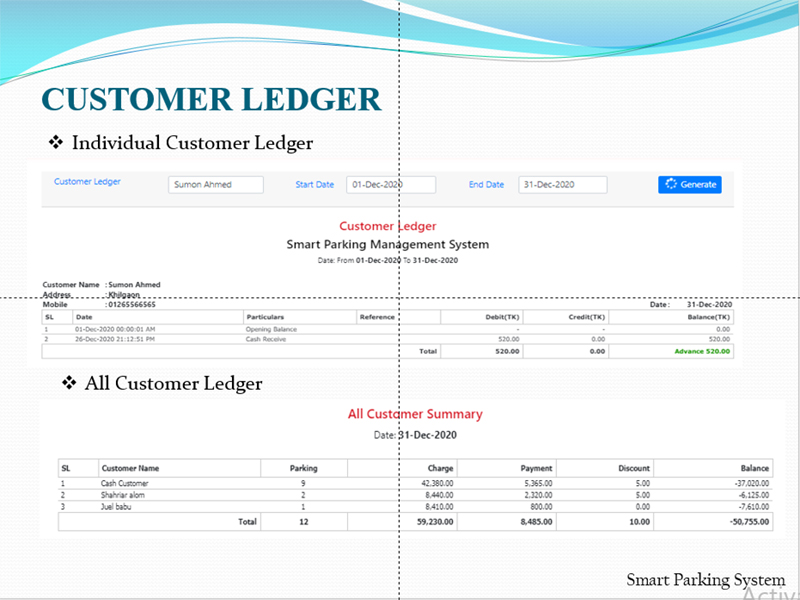 CUSTOMER LEDGER
❖ Individual Customer Ledger
Customer Ledger Sumon Ahmed Start Date 01-Dec-2020 End Date 31-Dec-2020 Generate
Customer Ledger
Smart Parking Management System
Date: From 01-Dec-2020 To 31-Dec-2020
Customer Name : Sumon Ahmed
Address : Khilgaon
Mobile : 01265566565 Date : 31-Dec-2020
SL Date Particulars Reference Debit(TK) Credit(TK) Balance(TK)
1 01-Dec-2020 00:00:01 AM Opening Balance - - 0.00
2 26-Dec-2020 21:12:51 PM Cash Receive 520.00 0.00 520.00
Total 520.00 0.00 Advance 520.00
❖ All Customer Ledger
All Customer Summary
Date: 31-Dec-2020
SL Customer Name Parking Charge Payment Discount Balance
1 Cash Customer 9 42,380.00 5,365.00 5.00 -37,020.00
2 Shahriar alom 2 8,440.00 2,320.00 5.00 -6,125.00
3 Juel babu 1 8,410.00 800.00 0.00 -7,610.00
Total 12 59,230.00 8,485.00 10.00 -50,755.00
Smart Parking System